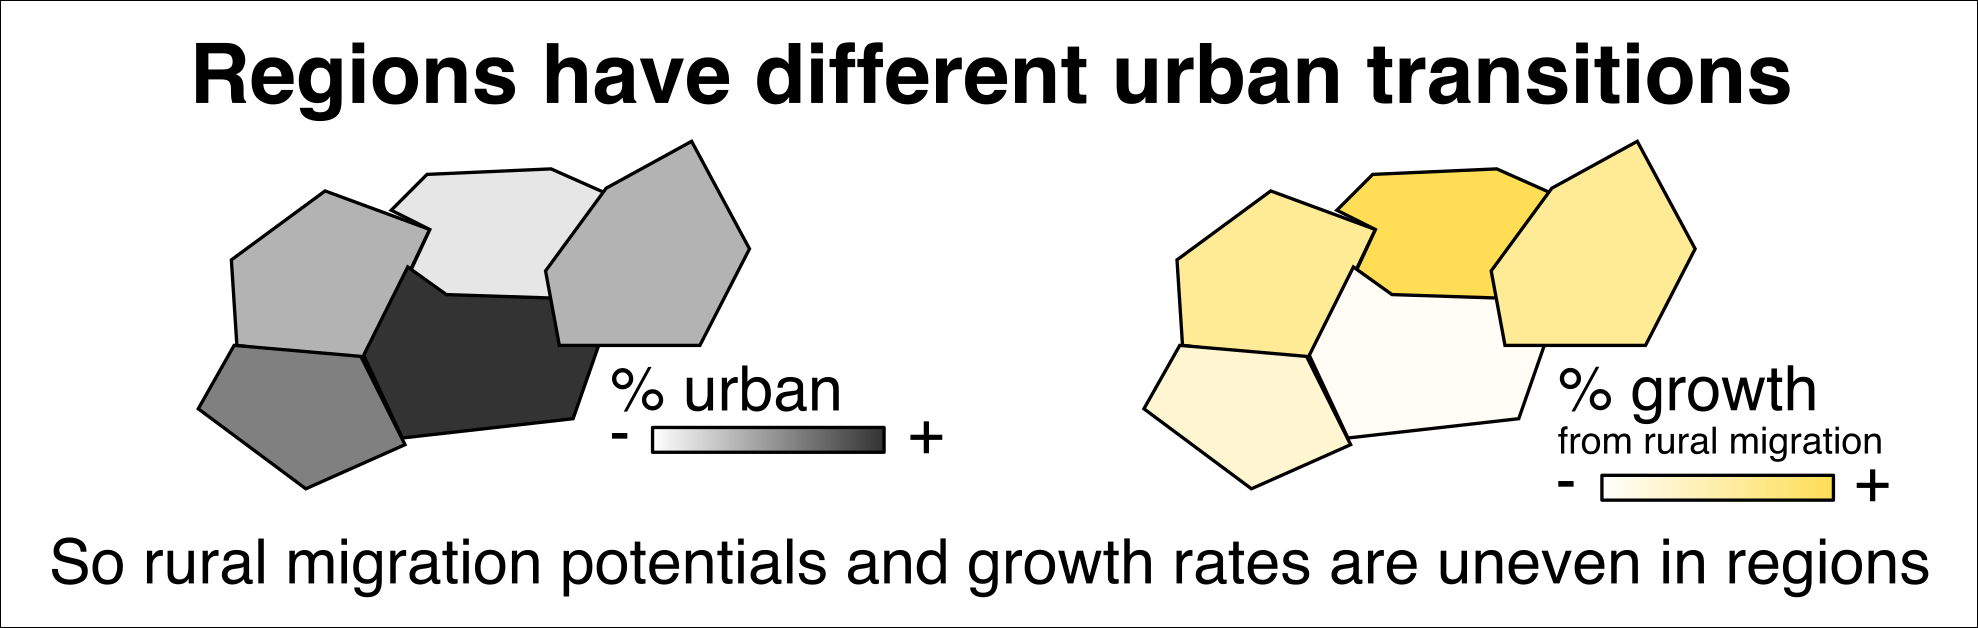 Regions have different urban transitions
% urban
- +
% growth
from rural migration
- +
So rural migration potentials and growth rates are uneven in regions